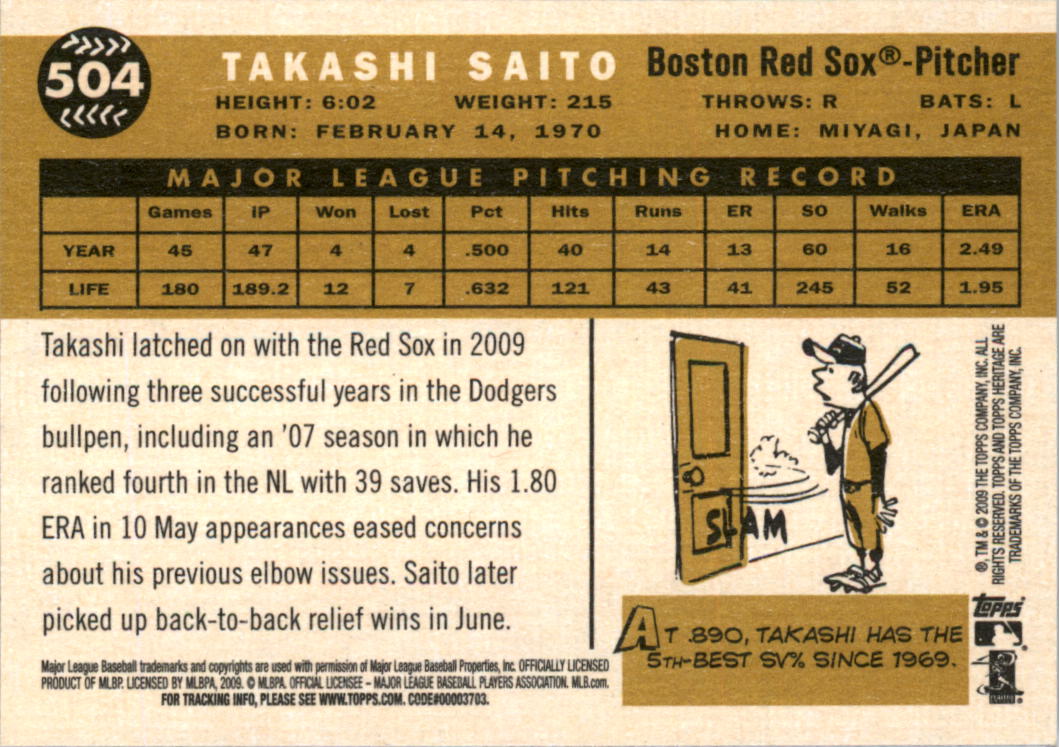 504
TAKASHI SAITO
Boston Red Sox®-Pitcher
HEIGHT: 6:02 WEIGHT: 215 THROWS: R BATS: L
BORN: FEBRUARY 14, 1970 HOME: MIYAGI, JAPAN
MAJOR LEAGUE PITCHING RECORD
Games IP Won Lost Pct Hits Runs ER SO Walks ERA
YEAR 45 47 4 4 .500 40 14 13 60 16 2.49
LIFE 180 189.2 12 7 .632 121 43 41 245 52 1.95
Takashi latched on with the Red Sox in 2009
following three successful years in the Dodgers
bullpen, including an '07 season in which he
ranked fourth in the NL with 39 saves. His 1.80
ERA in 10 May appearances eased concerns
about his previous elbow issues. Saito later
picked up back-to-back relief wins in June.
Major League Baseball trademarks and copyrights are used with permission of Major League Baseball Properties, Inc. OFFICIALLY LICENSED
PRODUCT OF MLBP. LICENSED BY MLBPA, 2009. © MLBPA. OFFICIAL LICENSEE – MAJOR LEAGUE BASEBALL PLAYERS ASSOCIATION. MLB.com.
FOR TRACKING INFO, PLEASE SEE WWW.TOPPS.COM. CODE#00003703.
SLAM
AT .890, TAKASHI HAS THE
5TH-BEST SV% SINCE 1969.
®, TM & © 2009 THE TOPPS COMPANY, INC. ALL
RIGHTS RESERVED. TOPPS AND TOPPS HERITAGE ARE
TRADEMARKS OF THE TOPPS COMPANY, INC.
Topps